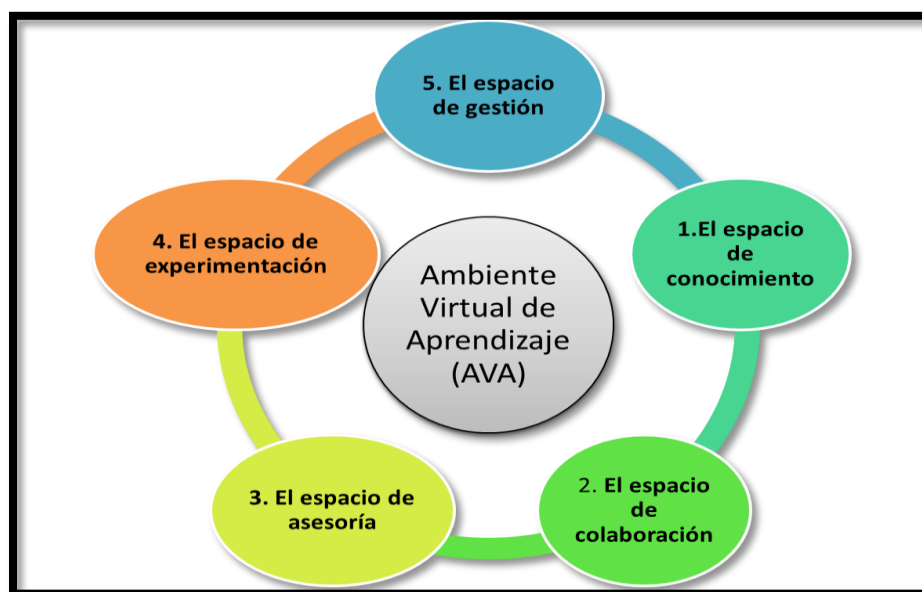 5. El espacio
de gestión
1.El espacio
de
conocimiento
4. El espacio de
experimentación
Ambiente
Virtual de
Aprendizaje
(AVA)
3. El espacio de
asesoría
2. El espacio
de
colaboración